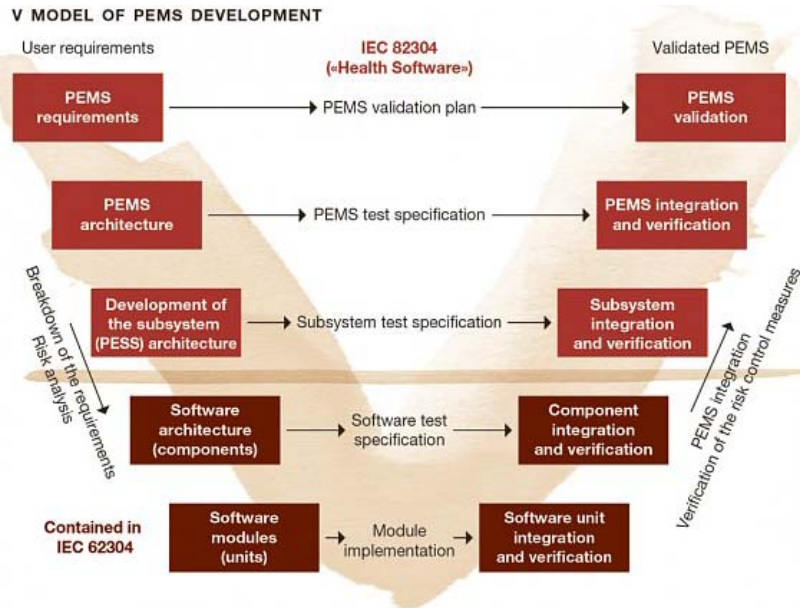 V MODEL OF PEMS DEVELOPMENT
User requirements
IEC 82304
(«Health Software»)
Validated PEMS
PEMS
requirements
PEMS validation plan
PEMS
validation
PEMS
architecture
PEMS test specification
PEMS integration
and verification
Development of
the subsystem
(PESS) architecture
Subsystem test specification
Subsystem
integration
and verification
Breakdown of the requirements
Risk analysis
Software
architecture
(components)
Software test
specification
Component
integration
and verification
PEMS integration
Verification of the risk control measures
Contained in
IEC 62304
Software
modules
(units)
Module
implementation
Software unit
integration
and verification